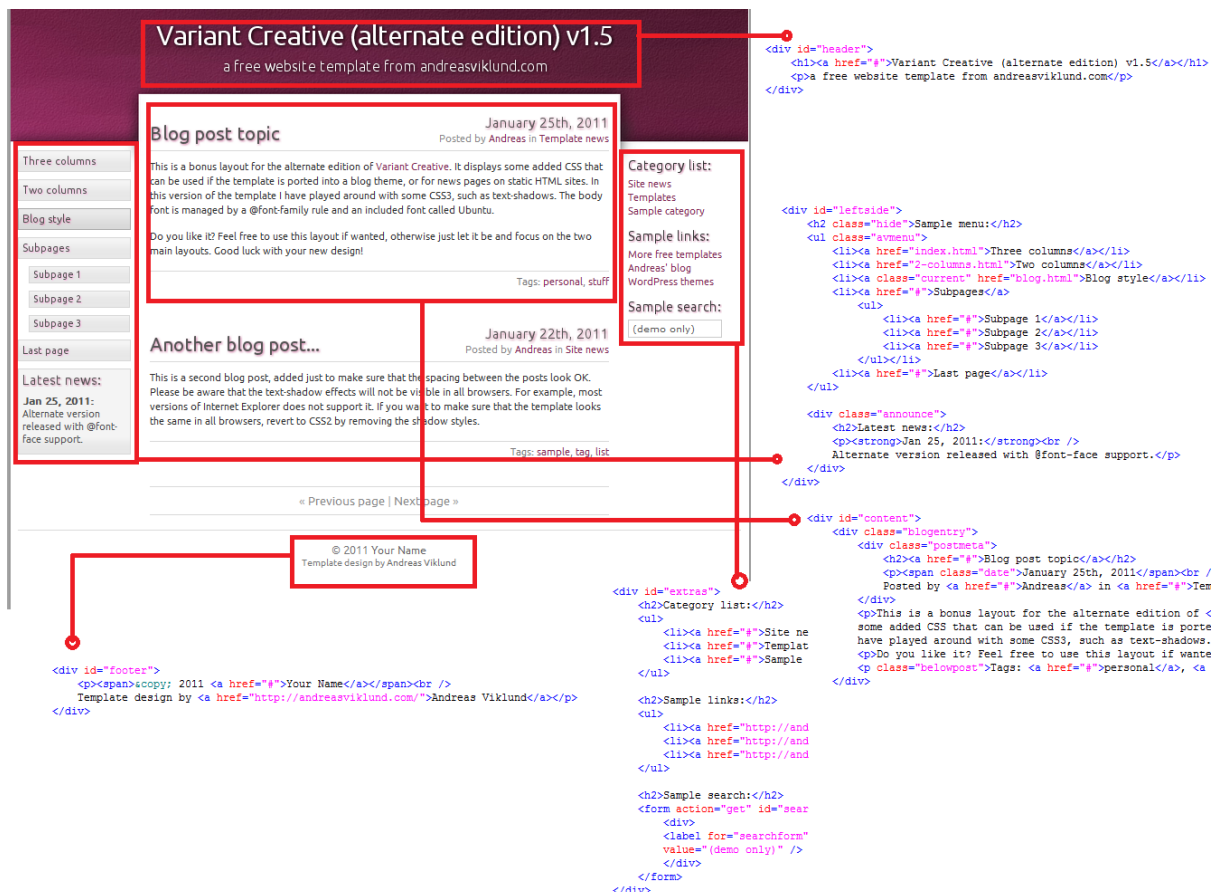 Variant Creative (alternate edition) v1.5
a free website template from andreasviklund.com
Three columns
Two columns
Blog style
Subpages
Subpage 1
Subpage 2
Subpage 3
Last page
Latest news:
Jan 25, 2011:
Alternate version
released with @font-
face support.
Blog post topic
January 25th, 2011
Posted by Andreas in Template news
This is a bonus layout for the alternate edition of Variant Creative. It displays some added CSS that
can be used if the template is ported into a blog theme, or for news pages on static HTML sites. In
this version of the template I have played around with some CSS3, such as text-shadows. The body
font is managed by a @font-family rule and an included font called Ubuntu.
Do you like it? Feel free to use this layout if wanted, otherwise just let it be and focus on the two
main layouts. Good luck with your new design!
Tags: personal, stuff
Another blog post...
January 22th, 2011
Posted by Andreas in Site news
This is a second blog post, added just to make sure that the spacing between the posts look OK.
Please be aware that the text-shadow effects will not be visible in all browsers. For example, most
versions of Internet Explorer does not support it. If you want to make sure that the template looks
the same in all browsers, revert to CSS2 by removing the shadow styles.
Tags: sample, tag, list
« Previous page | Next page »
Category list:
Site news
Templates
Sample category
Sample links:
More free templates
Andreas' blog
WordPress themes
Sample search:
(demo only)
© 2011 Your Name
Template design by Andreas Viklund
<div id="header">
<h1><a href="#">Variant Creative (alternate edition) v1.5</a></h1>
<p>a free website template from andreasviklund.com</p>
</div>
<div id="leftside">
<h2 class="hide">Sample menu:</h2>
<ul class="avmenu">
<li><a href="index.html">Three columns</a></li>
<li><a href="2-columns.html">Two columns</a></li>
<li><a class="current" href="blog.html">Blog style</a></li>
<li><a href="#">Subpages</a>
<ul>
<li><a href="#">Subpage 1</a></li>
<li><a href="#">Subpage 2</a></li>
<li><a href="#">Subpage 3</a></li>
</ul></li>
<li><a href="#">Last page</a></li>
</ul>
<div class="announce">
<h2>Latest news:</h2>
<p><strong>Jan 25, 2011:</strong><br />
Alternate version released with @font-face support.</p>
</div>
</div>
<div id="content">
<div class="blogentry">
<div class="postmeta">
<h2><a href="#">Blog post topic</a></h2>
<p><span class="date">January 25th, 2011</span><br /
Posted by <a href="#">Andreas</a> in <a href="#">Tem
</div>
<p>This is a bonus layout for the alternate edition of <
some added CSS that can be used if the template is porte
have played around with some CSS3, such as text-shadows.
<p>Do you like it? Feel free to use this layout if wante
<p class="belowpost">Tags: <a href="#">personal</a>, <a
</div>
<div id="extras">
<h2>Category list:</h2>
<ul>
<li><a href="#">Site ne
<li><a href="#">Templat
<li><a href="#">Sample
</ul>
<h2>Sample links:</h2>
<ul>
<li><a href="http://and
<li><a href="http://and
<li><a href="http://and
</ul>
<h2>Sample search:</h2>
<form action="get" id="sear
<div>
<label for="searchform"
value="(demo only)" />
</div>
</form>
</div>
<div id="footer">
<p><span>&copy; 2011 <a href="#">Your Name</a></span><br />
Template design by <a href="http://andreasviklund.com/">Andreas Viklund</a></p>
</div>